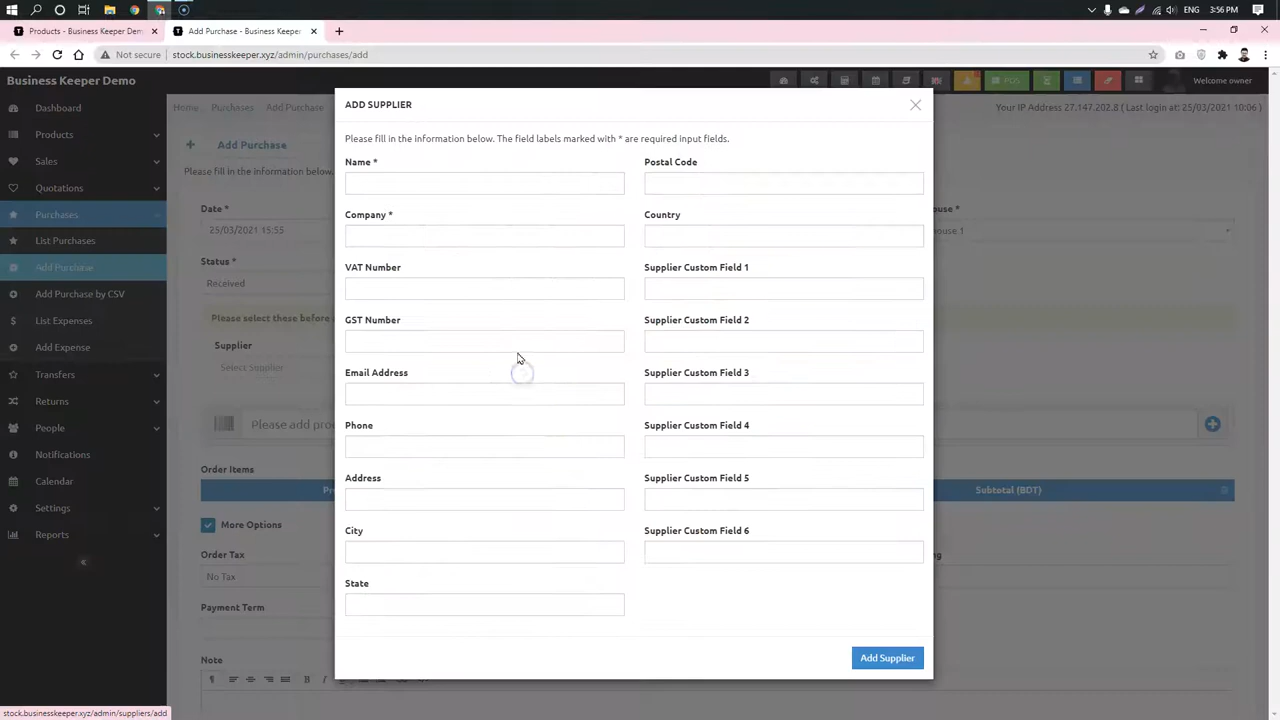 ENG 3:56 PM
Products - Business Keeper Dem
Add Purchase - Business Keeper
Not secure stock.businesskeeper.xyz/admin/purchases/add
Business Keeper Demo
POS
Welcome owner
Dashboard
Products
Sales
Quotations
Purchases
List Purchases
Add Purchase
Add Purchase by CSV
List Expenses
Add Expense
Transfers
Returns
People
Notifications
Calendar
Settings
Reports
Home Purchases Add Purchase
Your IP Address 27.147.202.8 ( Last login at: 25/03/2021 10:06 )
Add Purchase
Please fill in the information below.
Date *
25/03/2021 15:55
Status *
Received
Please select these before
Supplier
Select Supplier
Please add prod
Order Items
Subtotal (BDT)
More Options
Order Tax
No Tax
Payment Term
Note
ADD SUPPLIER
Please fill in the information below. The field labels marked with * are required input fields.
Name *
Company *
VAT Number
GST Number
Email Address
Phone
Address
City
State
Postal Code
Country
Supplier Custom Field 1
Supplier Custom Field 2
Supplier Custom Field 3
Supplier Custom Field 4
Supplier Custom Field 5
Supplier Custom Field 6
Add Supplier
stock.businesskeeper.xyz/admin/suppliers/add